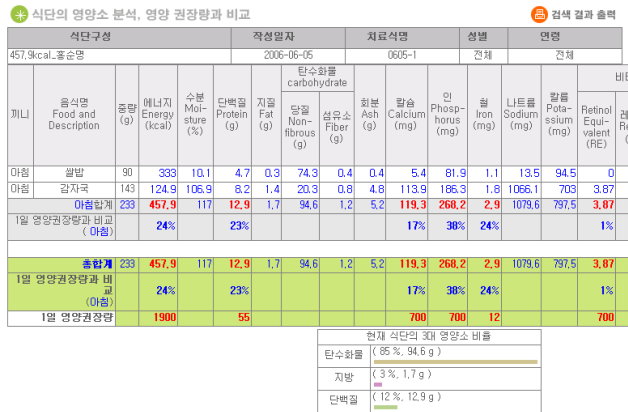 식단의 영양소 분석, 영양 권장량과 비교
검색 결과 출력
식단구성 작성일자 치료식명 성별 연령
457,9kcal_홍순명 2006-06-05 0605-1 전체 전체
끼니 음식명 Food and Description 중량 (g) 에너지 Energy (kcal) 수분 Moi-sture (%) 단백질 Protein (g) 지질 Fat (g) 탄수화물 carbohydrate 당질 Non-fibrous (g) 섬유소 Fiber (g) 회분 Ash (g) 칼슘 Calcium (mg) 인 Phosp-horus (mg) 철 Iron (mg) 나트륨 Sodium (mg) 칼륨 Pota-ssium (mg) Retinol Equi-valent (RE)
아침 쌀밥 90 333 10.1 4.7 0.3 74.3 0.4 0.4 5.4 81.9 1.1 13.5 94.5 0
아침 감자국 143 124.9 106.9 8.2 1.4 20.3 0.8 4.8 113.9 186.3 1.8 1066.1 703 3.87
아침합계 233 457,9 117 12,9 1,7 94,6 1,2 5,2 119,3 268,2 2,9 1079,6 797,5 3,87
1일 영양권장량과 비교
( 아침) 24% 23% 17% 38% 24% 1%
총합계 233 457,9 117 12,9 1,7 94,6 1,2 5,2 119,3 268,2 2,9 1079,6 797,5 3,87
1일 영양권장량과 비
교
(아침) 24% 23% 17% 38% 24% 1%
1일 영양권장량 1900 55 700 700 12 700
현재 식단의 3대 영양소 비율
탄수화물 ( 85 %, 94,6 g )
지방 ( 3 %, 1,7 g )
단백질 ( 12 %, 12,9 g )